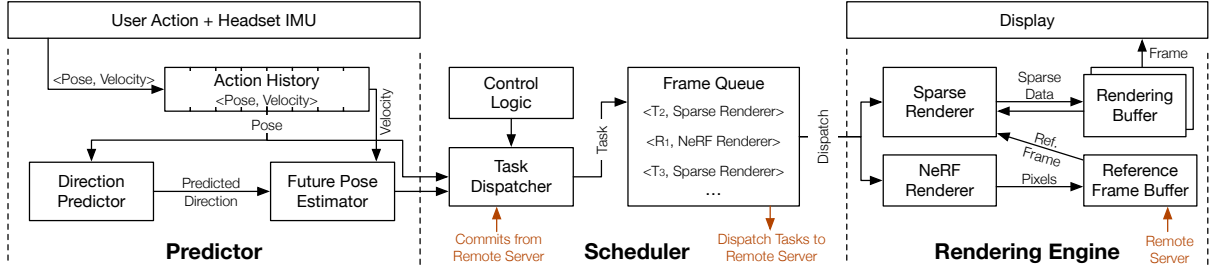 User Action + Headset IMU
<Pose, Velocity>
Action History
<Pose, Velocity>
Velocity
Pose
Direction
Predictor
Predicted
Direction
Future Pose
Estimator
Predictor
Control
Logic
Task
Dispatcher
Commits from
Remote Server
Task
Frame Queue
<T2, Sparse Renderer>
<R1, NeRF Renderer>
<T3, Sparse Renderer>
...
Dispatch Tasks to
Remote Server
Scheduler
Dispatch
Display
Frame
Sparse
Renderer
Sparse
Data
Rendering
Buffer
Ref.
Frame
NeRF
Renderer
Pixels
Reference
Frame Buffer
Remote
Server
Rendering Engine